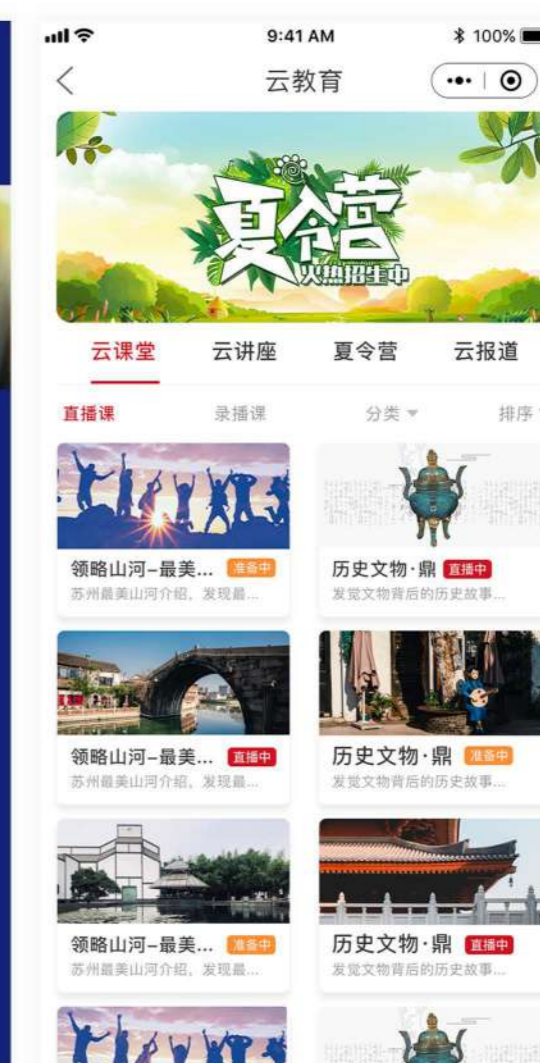 9:41 AM
100%
云教育
夏令营
火热招生中
云课堂 云讲座 夏令营 云报道
直播课 录播课 分类 排序
领略山河-最美... 准备中
苏州最美山河介绍，发现最...
历史文物·鼎 直播中
发觉文物背后的历史故事...
领略山河-最美... 直播中
苏州最美山河介绍，发现最...
历史文物·鼎 准备中
发觉文物背后的历史故事...
领略山河-最美... 准备中
苏州最美山河介绍，发现最...
历史文物·鼎 直播中
发觉文物背后的历史故事...